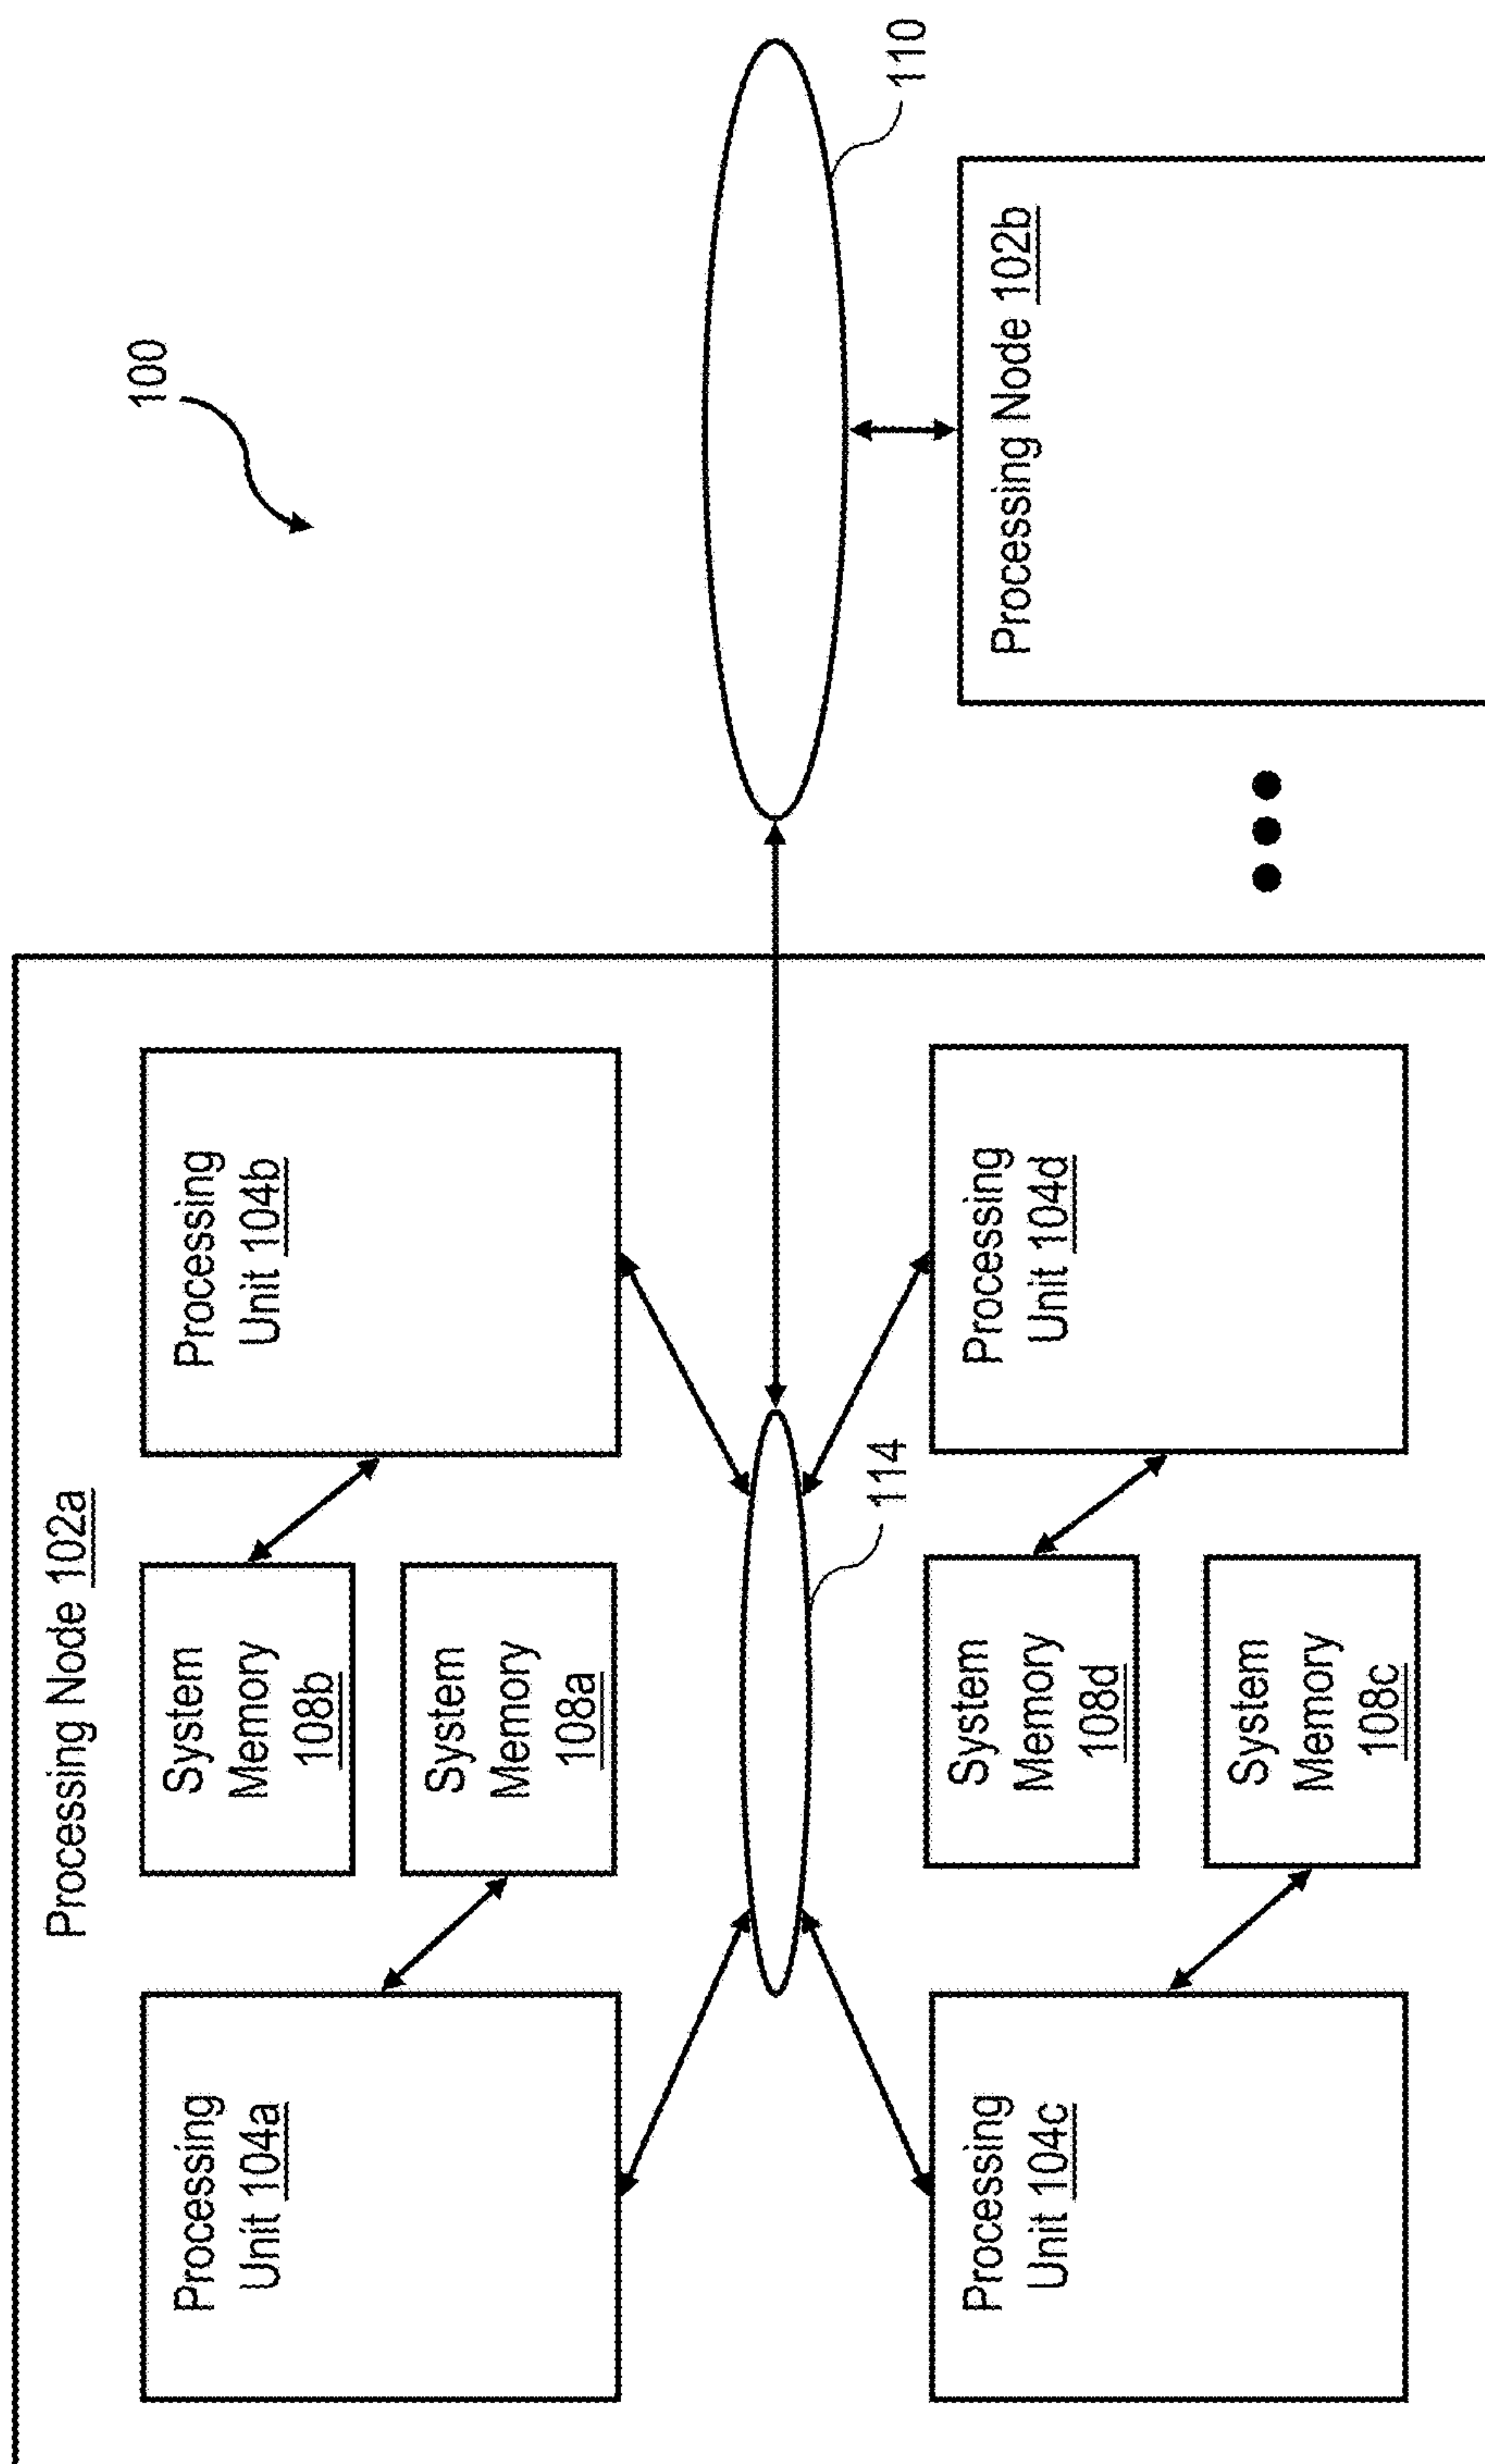 100
Processing Node 102a
Processing
Unit 104a
System
Memory
108b
System
Memory
108a
Processing
Unit 104b
114
110
Processing
Unit 104c
System
Memory
108d
System
Memory
108c
Processing
Unit 104d
Processing Node 102b